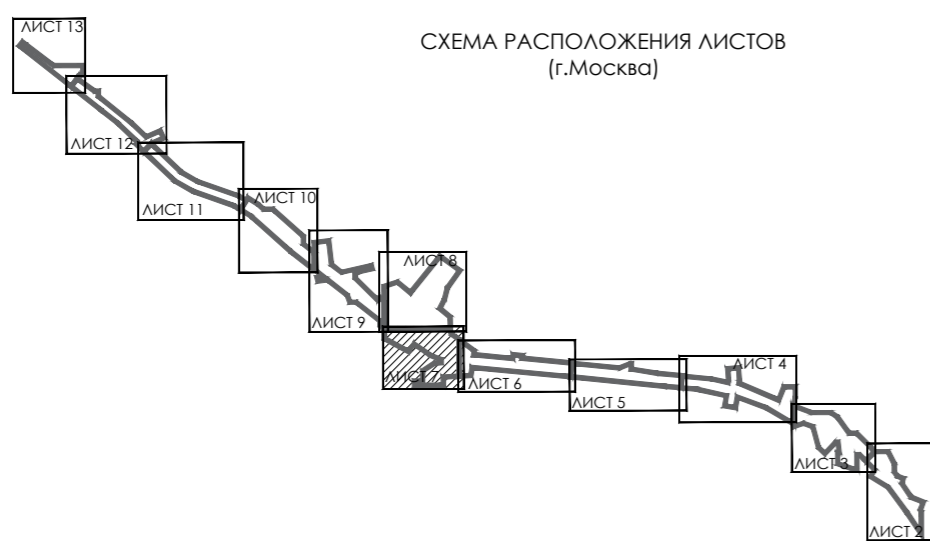 ЛИСТ 13
СХЕМА РАСПОЛОЖЕНИЯ ЛИСТОВ
(г.Москва)
ЛИСТ 12
ЛИСТ 10
ЛИСТ 11
ЛИСТ 8
ЛИСТ 9
ЛИСТ 4
ЛИСТ 7
ЛИСТ 6
ЛИСТ 5
ЛИСТ 3
ЛИСТ 2